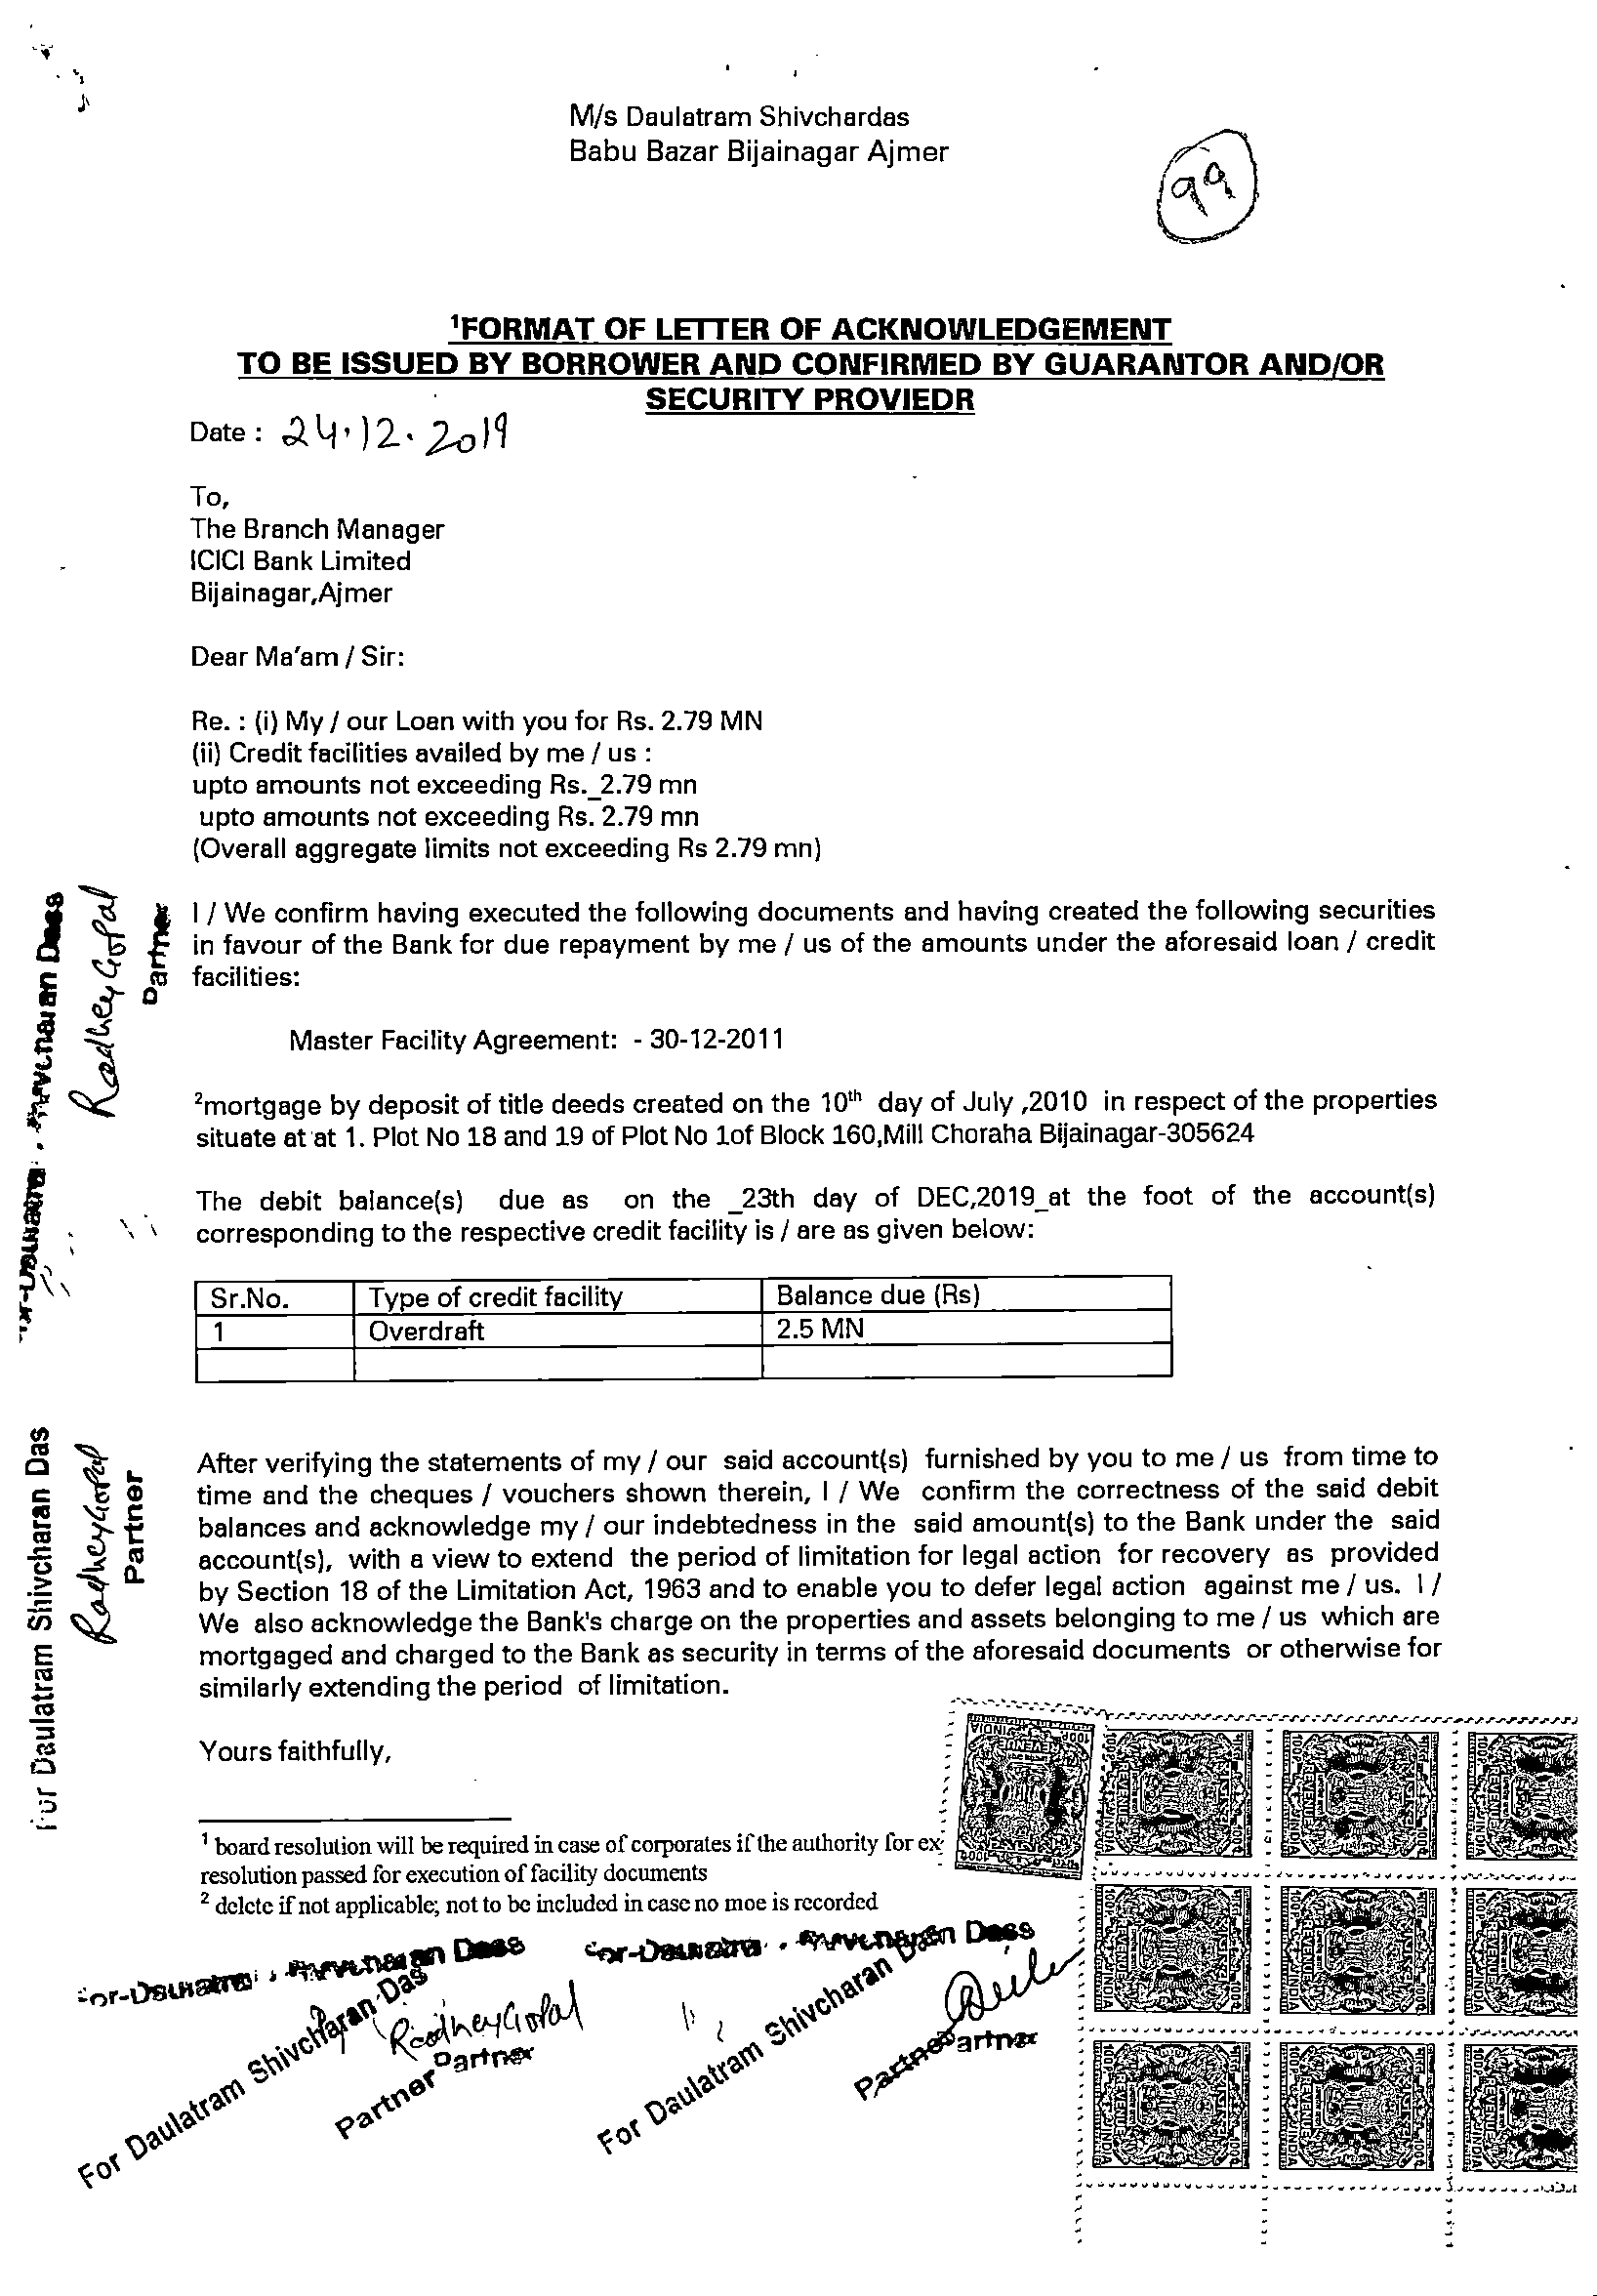 M/s Daulatram Shivchardas
Babu Bazar Bijainagar Ajmer
99
¹FORMAT OF LETTER OF ACKNOWLEDGEMENT
TO BE ISSUED BY BORROWER AND CONFIRMED BY GUARANTOR AND/OR
SECURITY PROVIEDR
Date : 24.12.2019
To,
The Branch Manager
ICICI Bank Limited
Bijainagar,Ajmer
Dear Ma'am / Sir:
Re. : (i) My / our Loan with you for Rs. 2.79 MN
(ii) Credit facilities availed by me / us :
upto amounts not exceeding Rs._2.79 mn
upto amounts not exceeding Rs. 2.79 mn
(Overall aggregate limits not exceeding Rs 2.79 mn)
I / We confirm having executed the following documents and having created the following securities
in favour of the Bank for due repayment by me / us of the amounts under the aforesaid loan / credit
facilities:
Master Facility Agreement: - 30-12-2011
²mortgage by deposit of title deeds created on the 10th day of July ,2010 in respect of the properties
situate at at 1. Plot No 18 and 19 of Plot No 1of Block 160,Mill Choraha Bijainagar-305624
The debit balance(s) due as on the _23th day of DEC,2019_at the foot of the account(s)
corresponding to the respective credit facility is / are as given below:
Sr.No. Type of credit facility Balance due (Rs)
1 Overdraft 2.5 MN
After verifying the statements of my / our said account(s) furnished by you to me / us from time to
time and the cheques / vouchers shown therein, I / We confirm the correctness of the said debit
balances and acknowledge my / our indebtedness in the said amount(s) to the Bank under the said
account(s), with a view to extend the period of limitation for legal action for recovery as provided
by Section 18 of the Limitation Act, 1963 and to enable you to defer legal action against me / us. I /
We also acknowledge the Bank's charge on the properties and assets belonging to me / us which are
mortgaged and charged to the Bank as security in terms of the aforesaid documents or otherwise for
similarly extending the period of limitation.
Yours faithfully,
¹ board resolution will be required in case of corporates if the authority for ex
resolution passed for execution of facility documents
² delete if not applicable; not to be included in case no moe is recorded
Dass
Radhey Gopal
Partner
For Daulatram Shivcharan Das
Radhey Gopal
Partner
Dass
For Daulatram Shivcharan Das
Radhey Gopal
Partner
Partner
Dass
For Daulatram Shivcharan Das
Partner
Partner
REVENUE
INDIA
100P